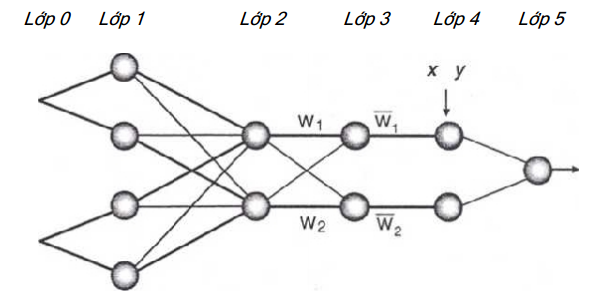 Lớp 0 Lớp 1 Lớp 2 Lớp 3 Lớp 4 Lớp 5
x y
W1 W̅1
W2 W̅2